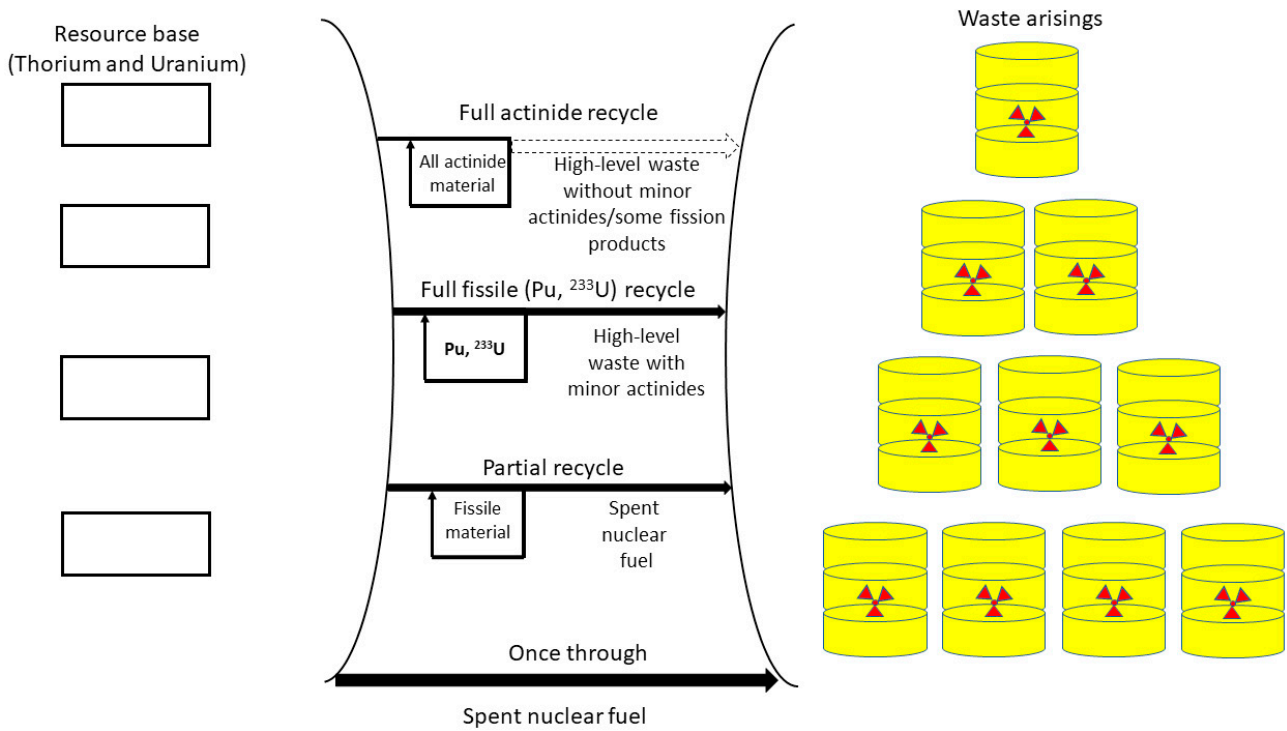 Resource base
(Thorium and Uranium)
Waste arisings
Full actinide recycle
All actinide
material
High-level waste
without minor
actinides/some fission
products
Full fissile (Pu, ²³³U) recycle
Pu, ²³³U
High-level
waste with
minor actinides
Partial recycle
Fissile
material
Spent
nuclear
fuel
Once through
Spent nuclear fuel